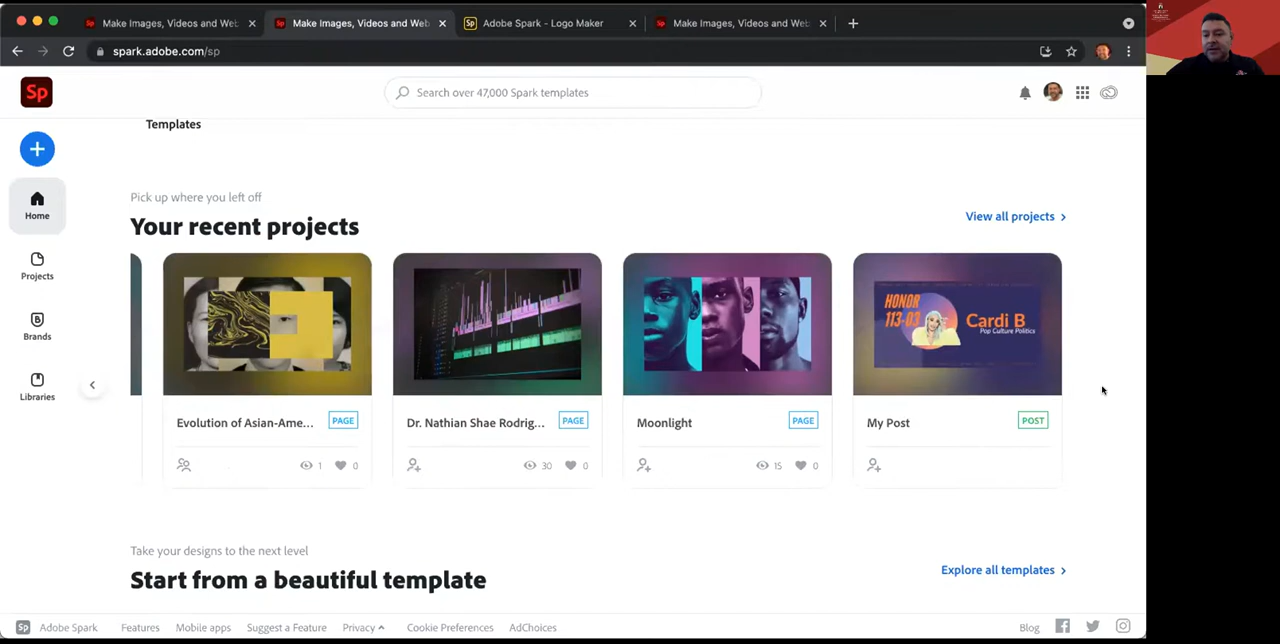 Make Images, Videos and Web
Make Images, Videos and Web
Adobe Spark - Logo Maker
Make Images, Videos and Web
spark.adobe.com/sp
Sp
Search over 47,000 Spark templates
Templates
Home
Projects
Brands
Libraries
Pick up where you left off
Your recent projects
View all projects
HONOR
113-03
Cardi B
Pop Culture Politics
Evolution of Asian-Ame...
PAGE
Dr. Nathian Shae Rodrig...
PAGE
Moonlight
PAGE
My Post
POST
1
0
30
0
15
0
Take your designs to the next level
Start from a beautiful template
Explore all templates
Sp Adobe Spark Features Mobile apps Suggest a Feature Privacy Cookie Preferences AdChoices Blog